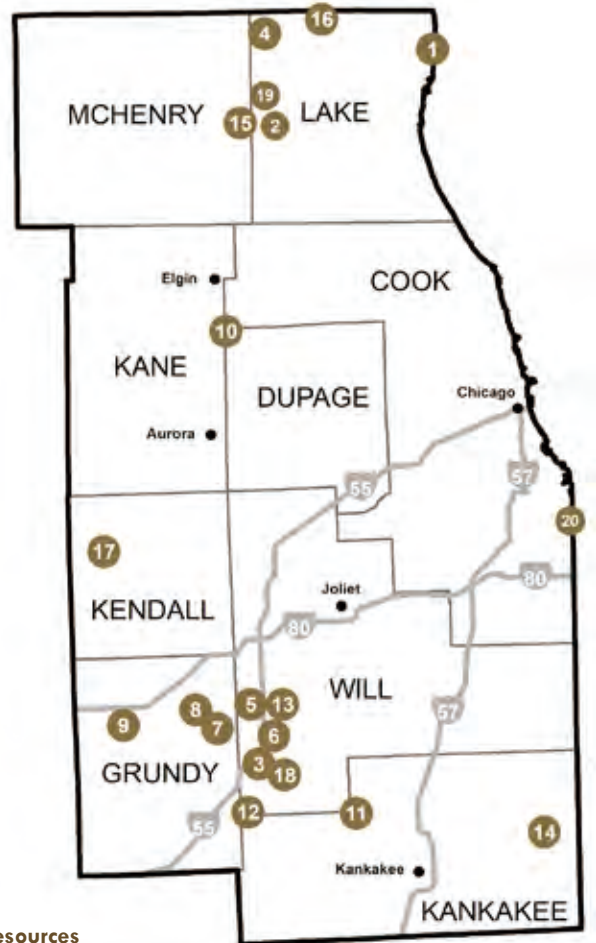 16
4
1
19
MCHENRY
LAKE
15
2
Elgin
COOK
10
KANE
DUPAGE
Chicago
Aurora
55
57
20
17
80
Joliet
KENDALL
80
WILL
5
13
8
57
9
7
6
GRUNDY
3
18
12
11
55
14
Kankakee
KANKAKEE
esources